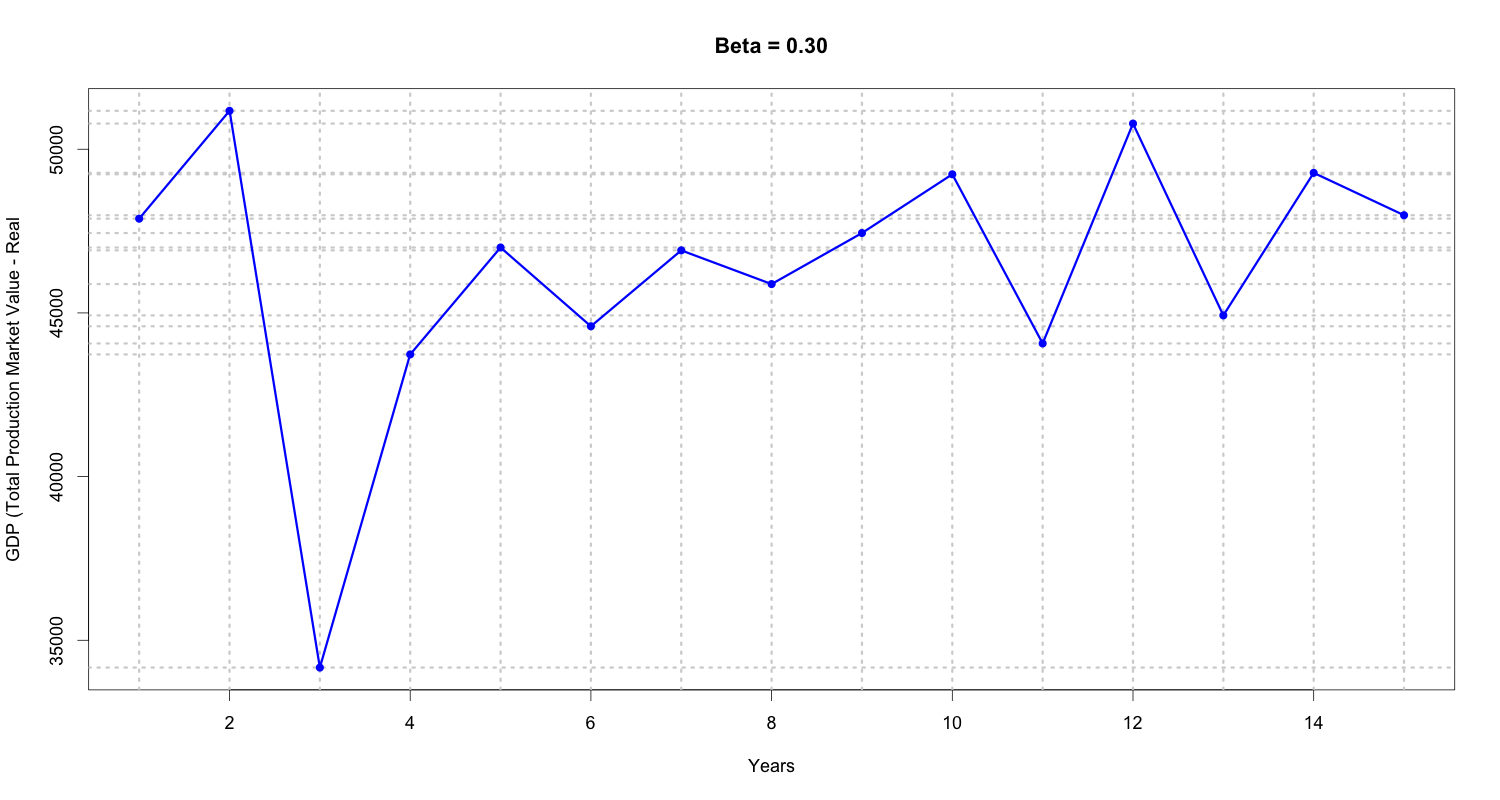 Beta = 0.30
GDP (Total Production Market Value - Real
50000
45000
40000
35000
2 4 6 8 10 12 14
Years